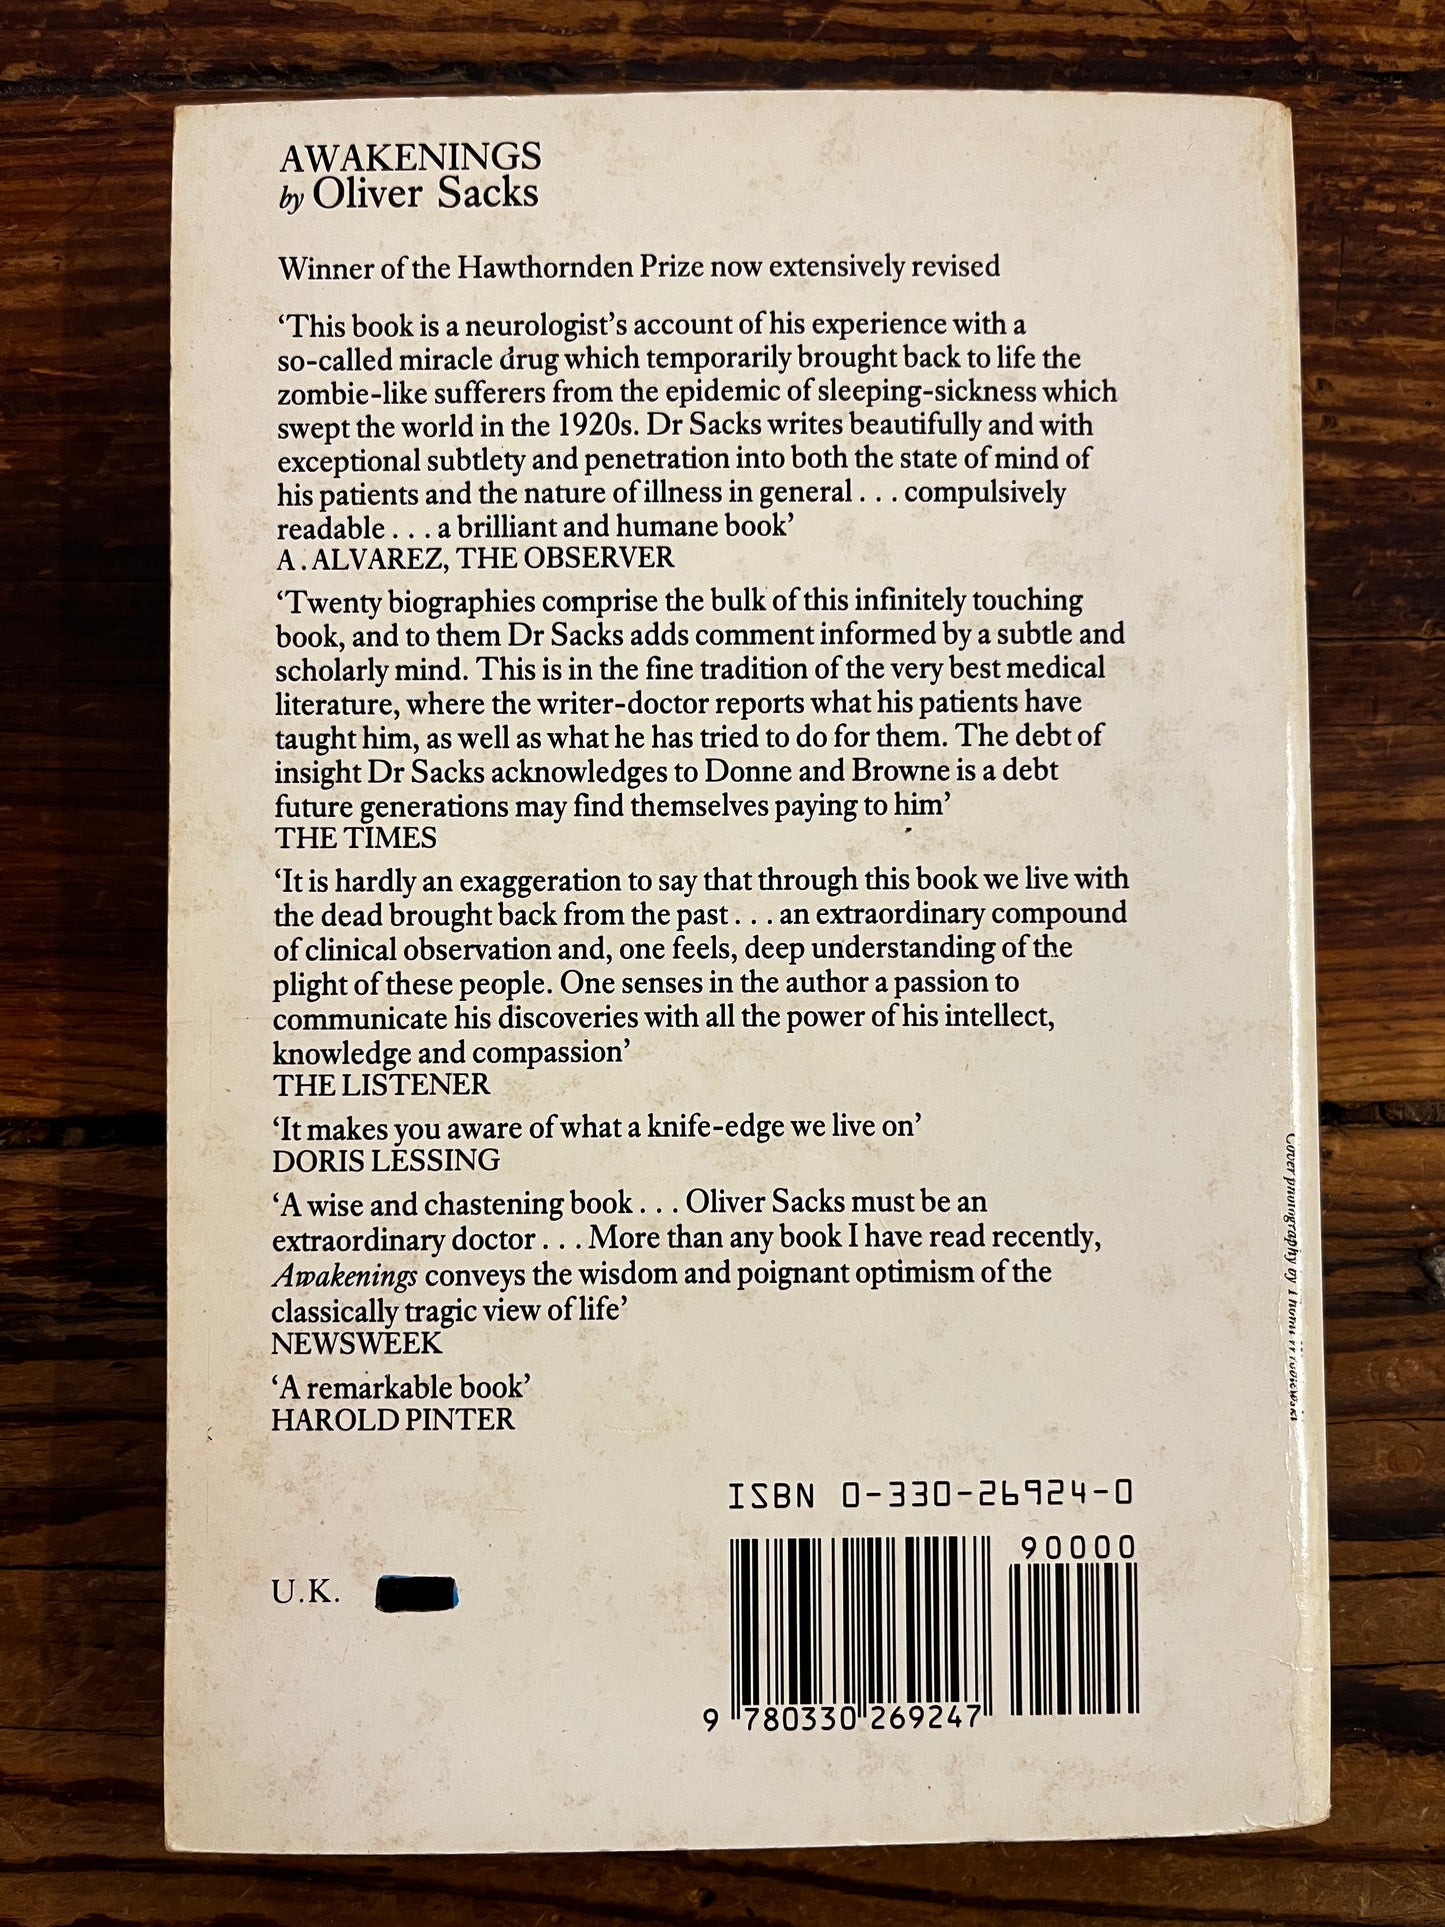 AWAKENINGS
by Oliver Sacks
Winner of the Hawthornden Prize now extensively revised
‘This book is a neurologist’s account of his experience with a
so-called miracle drug which temporarily brought back to life the
zombie-like sufferers from the epidemic of sleeping-sickness which
swept the world in the 1920s. Dr Sacks writes beautifully and with
exceptional subtlety and penetration into both the state of mind of
his patients and the nature of illness in general . . . compulsively
readable . . . a brilliant and humane book’
A. ALVAREZ, THE OBSERVER
‘Twenty biographies comprise the bulk of this infinitely touching
book, and to them Dr Sacks adds comment informed by a subtle and
scholarly mind. This is in the fine tradition of the very best medical
literature, where the writer-doctor reports what his patients have
taught him, as well as what he has tried to do for them. The debt of
insight Dr Sacks acknowledges to Donne and Browne is a debt
future generations may find themselves paying to him’
THE TIMES
‘It is hardly an exaggeration to say that through this book we live with
the dead brought back from the past . . . an extraordinary compound
of clinical observation and, one feels, deep understanding of the
plight of these people. One senses in the author a passion to
communicate his discoveries with all the power of his intellect,
knowledge and compassion’
THE LISTENER
‘It makes you aware of what a knife-edge we live on’
DORIS LESSING
‘A wise and chastening book . . . Oliver Sacks must be an
extraordinary doctor . . . More than any book I have read recently,
Awakenings conveys the wisdom and poignant optimism of the
classically tragic view of life’
NEWSWEEK
‘A remarkable book’
HAROLD PINTER
ISBN 0-330-26924-0
90000
U.K.
9 780330 269247
Cover photography by